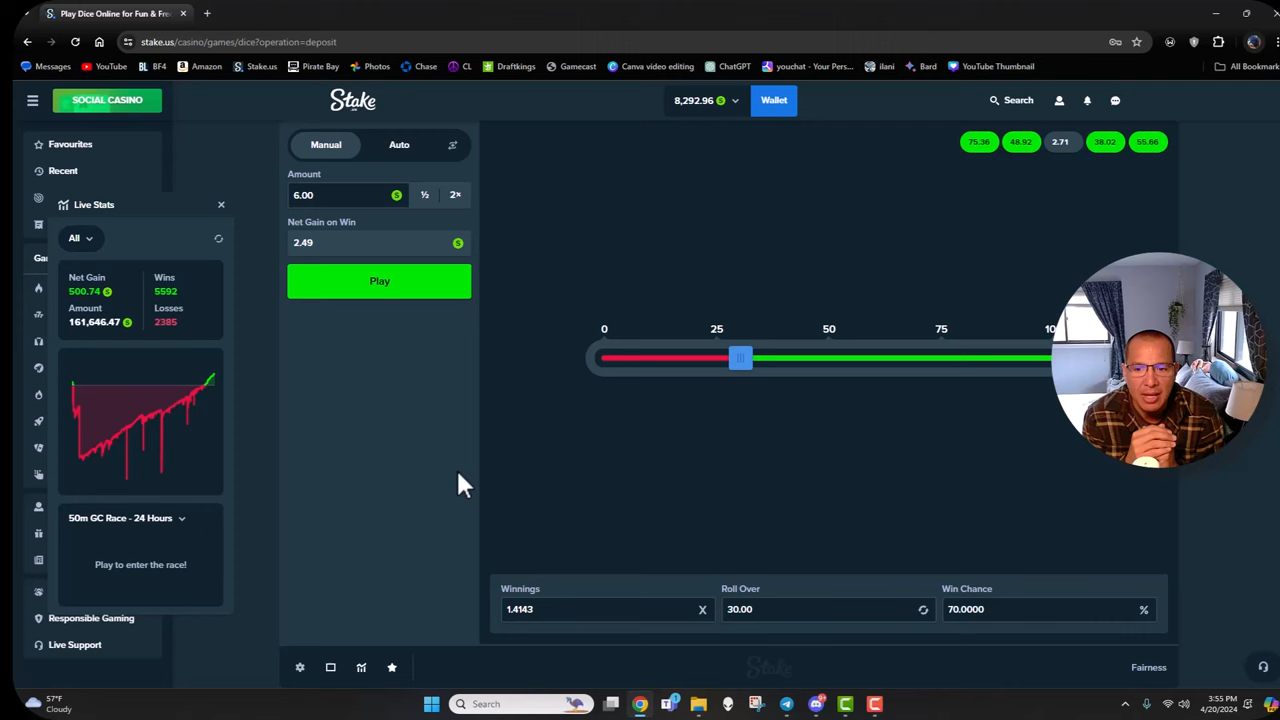 Play Dice Online for Fun & Free
stake.us/casino/games/dice?operation=deposit
Messages YouTube BF4 Amazon Stake.us Pirate Bay Photos Chase CL Draftkings Gamecast Canva video editing ChatGPT youchat - Your Pers... ilani Bard YouTube Thumbnail All Bookmark
SOCIAL CASINO
Stake
8,292.96
Wallet
Search
Favourites
Recent
Live Stats
All
Net Gain Wins
500.74 5592
Amount Losses
161,646.47 2385
50m GC Race - 24 Hours
Play to enter the race!
Responsible Gaming
Live Support
Manual Auto
Amount
6.00 ½ 2×
Net Gain on Win
2.49
Play
75.36 48.92 2.71 38.02 55.66
0 25 50 75
Winnings Roll Over Win Chance
1.4143 X 30.00 70.0000 %
Stake
Fairness
57°F
Cloudy
Search
3:55 PM
4/20/2024